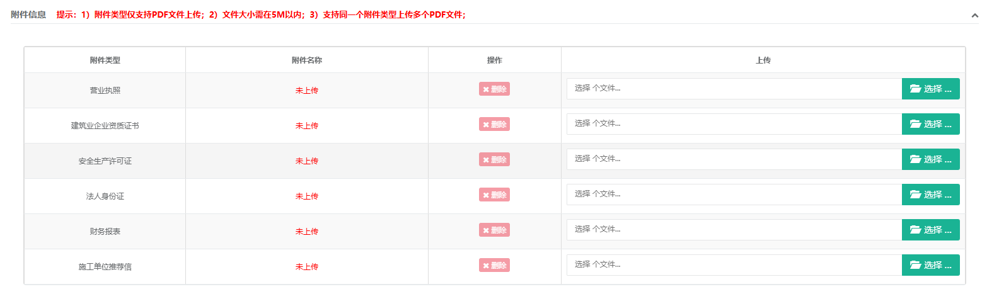 附件信息 提示：1）附件类型仅支持PDF文件上传；2）文件大小需在5M以内；3）支持同一个附件类型上传多个PDF文件；
附件类型 附件名称 操作 上传
营业执照 未上传 删除 选择 个文件... 选择 ...
建筑业企业资质证书 未上传 删除 选择 个文件... 选择 ...
安全生产许可证 未上传 删除 选择 个文件... 选择 ...
法人身份证 未上传 删除 选择 个文件... 选择 ...
财务报表 未上传 删除 选择 个文件... 选择 ...
施工单位推荐信 未上传 删除 选择 个文件... 选择 ...